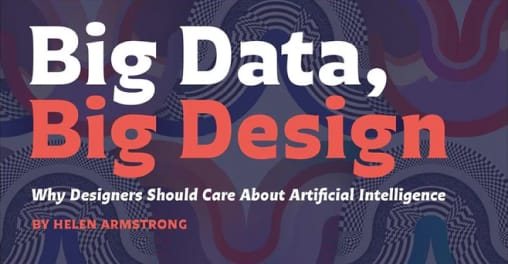 Big Data,
Big Design
Why Designers Should Care About Artificial Intelligence
BY HELEN ARMSTRONG